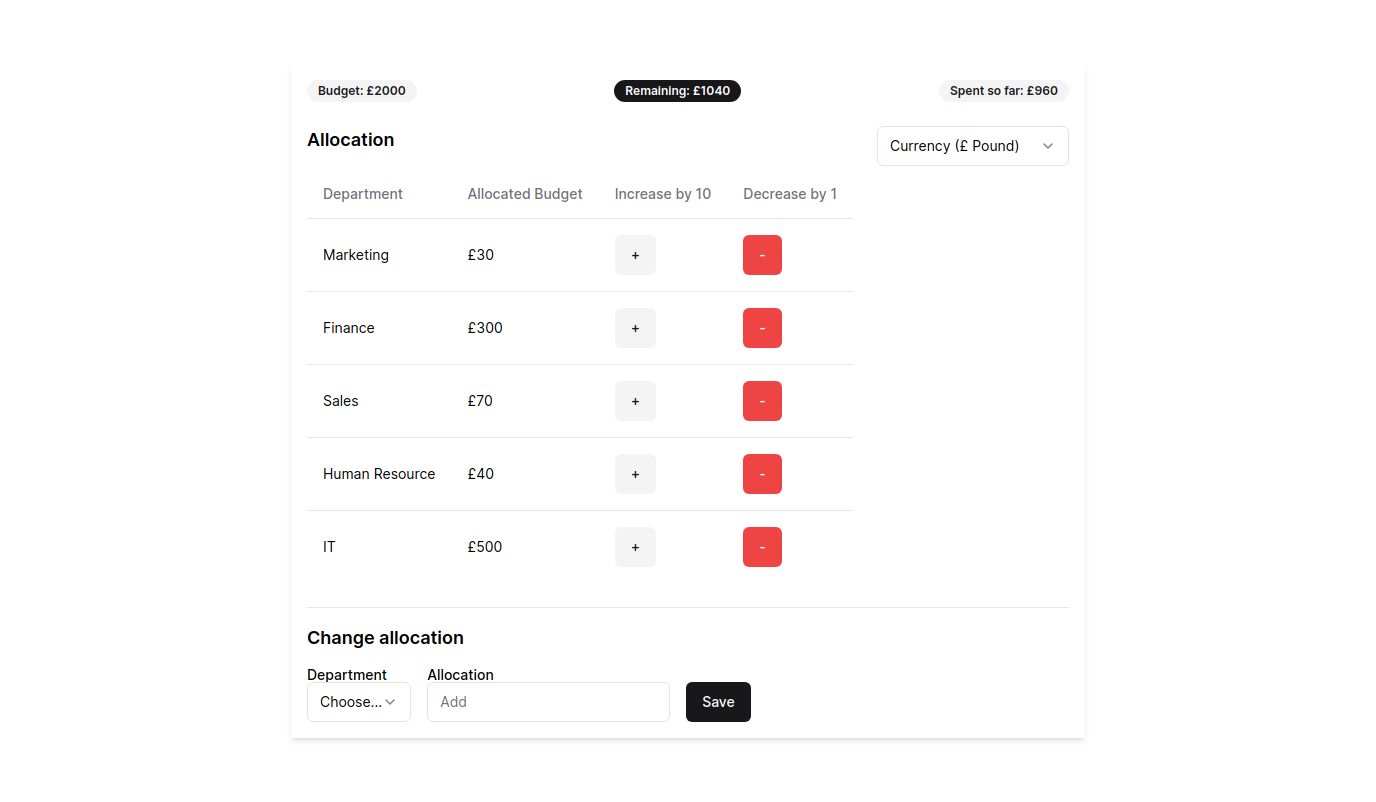 Budget: £2000 Remaining: £1040 Spent so far: £960
Allocation
Currency (£ Pound)
Department Allocated Budget Increase by 10 Decrease by 1
Marketing £30 + -
Finance £300 + -
Sales £70 + -
Human Resource £40 + -
IT £500 + -
Change allocation
Department Allocation
Choose... Add Save